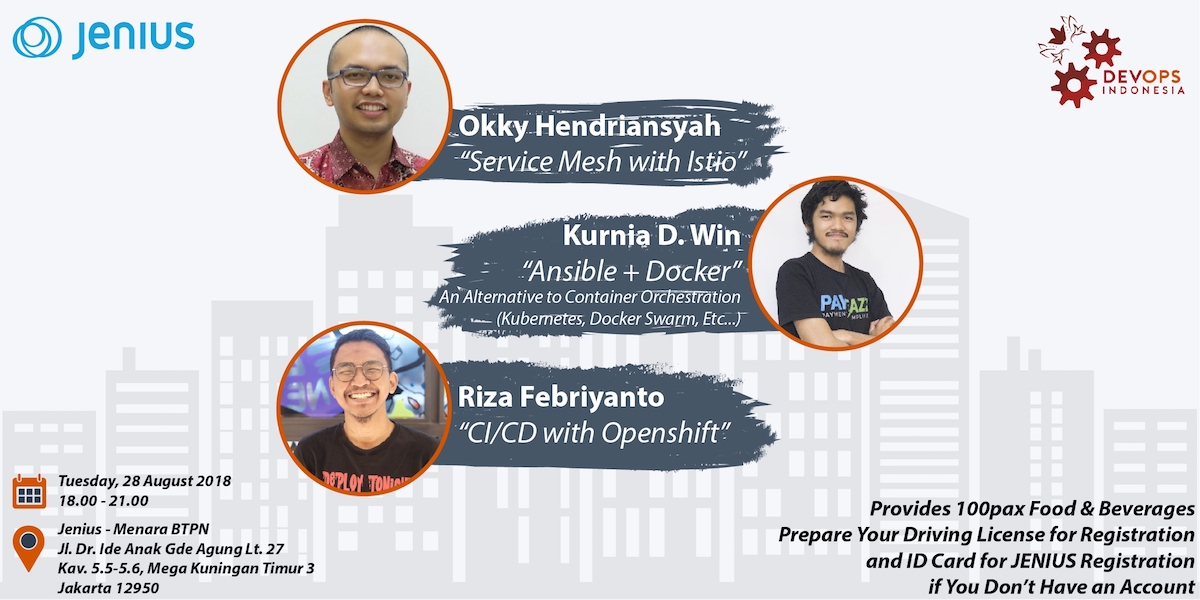 Jenius
DEVOPS
INDONESIA
Okky Hendriansyah
“Service Mesh with Istio”
Kurnia D. Win
“Ansible + Docker”
An Alternative to Container Orchestration
(Kubernetes, Docker Swarm, Etc...)
Riza Febriyanto
“CI/CD with Openshift”
Tuesday, 28 August 2018
18.00 - 21.00
Jenius - Menara BTPN
Jl. Dr. Ide Anak Gde Agung Lt. 27
Kav. 5.5-5.6, Mega Kuningan Timur 3
Jakarta 12950
Provides 100pax Food & Beverages
Prepare Your Driving License for Registration
and ID Card for JENIUS Registration
if You Don’t Have an Account